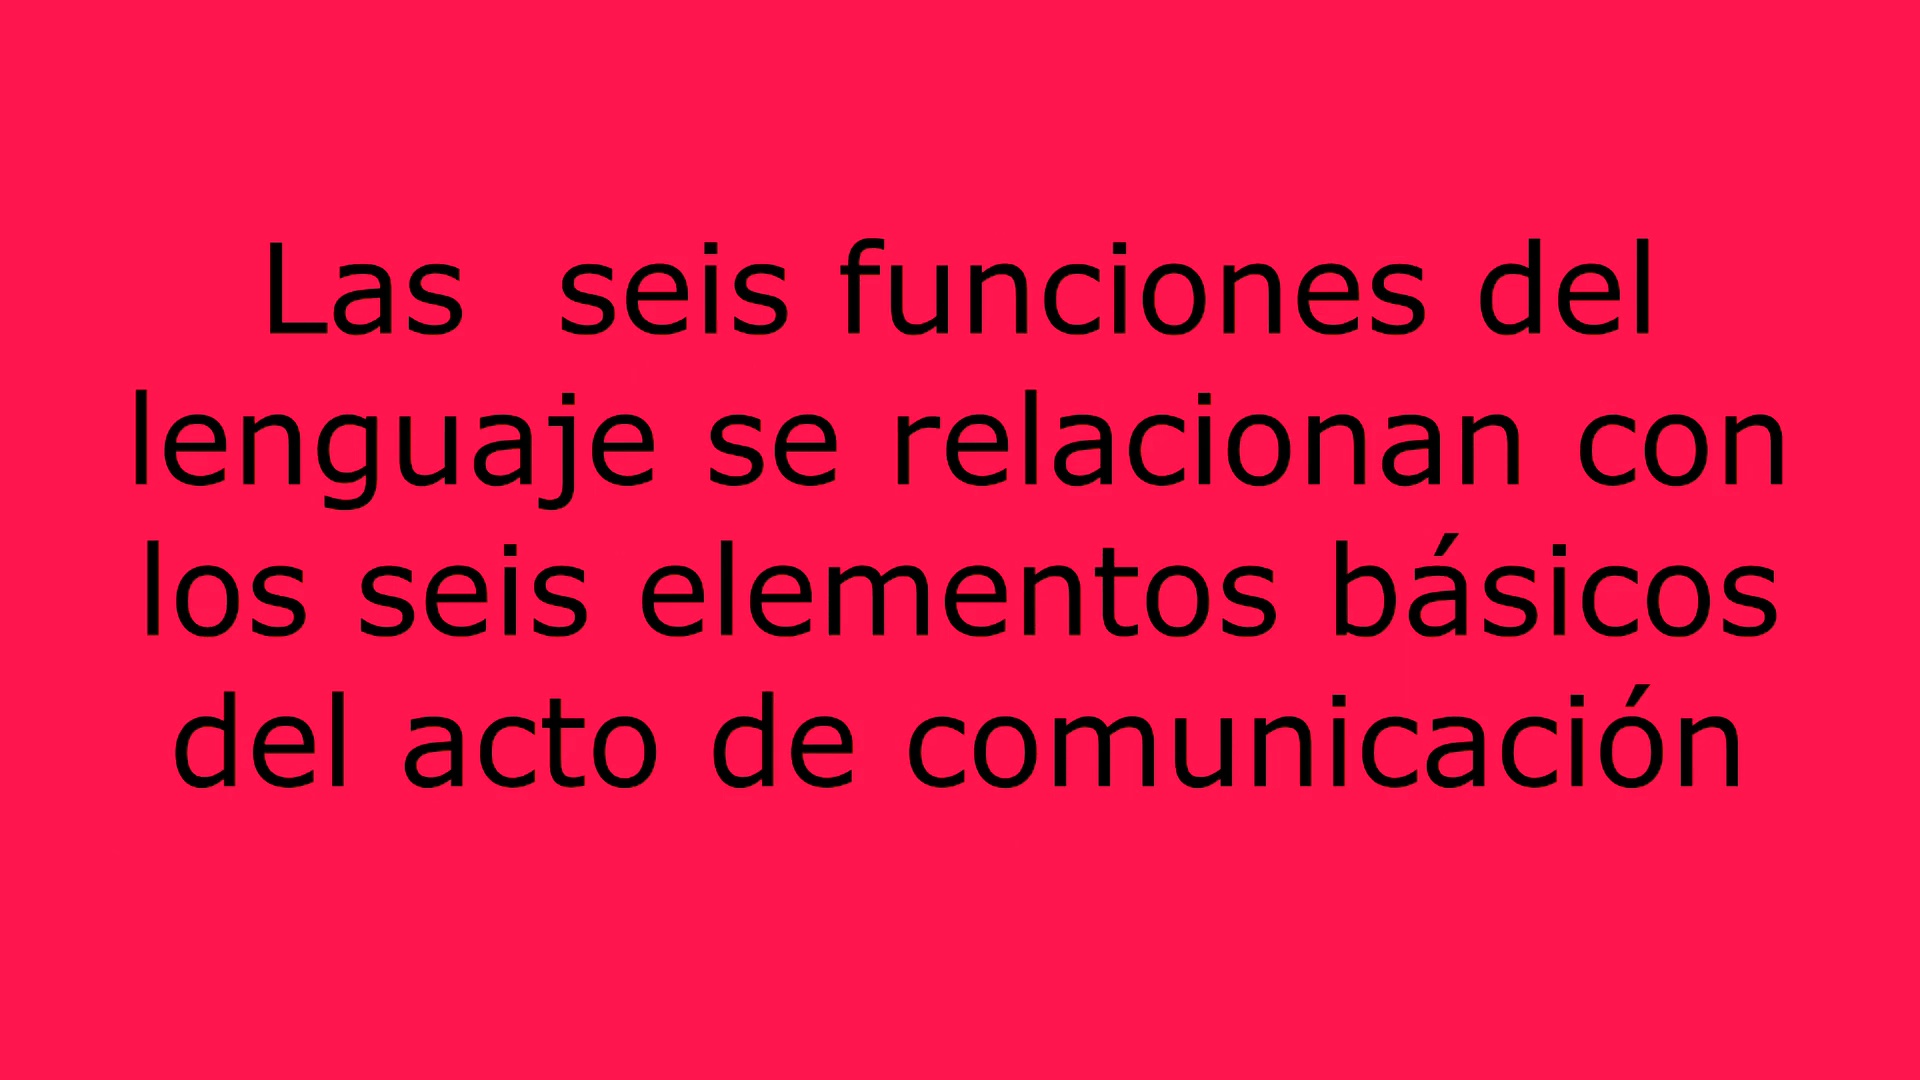 Las  seis funciones del
lenguaje se relacionan con
los seis elementos básicos
del acto de comunicación